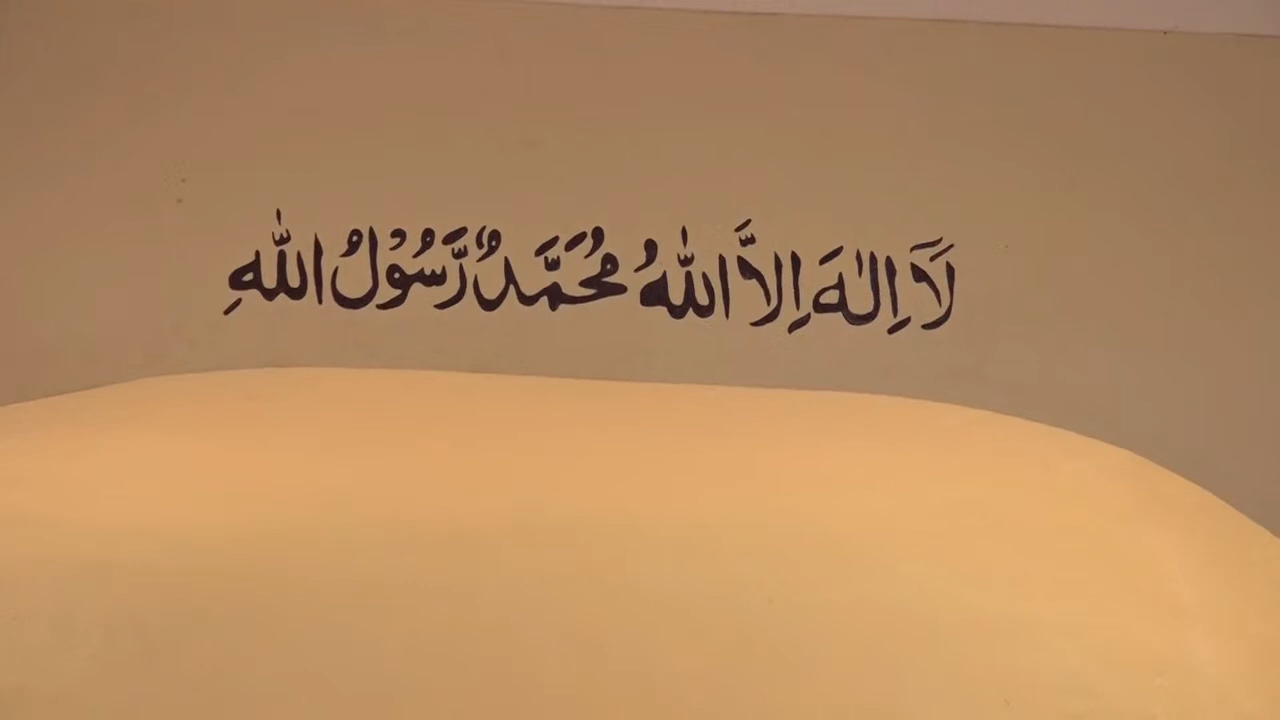 لَا اِلٰهَ اِلَّا اللّٰهُ مُحَمَّدٌ رَّسُوْلُ اللّٰهِ